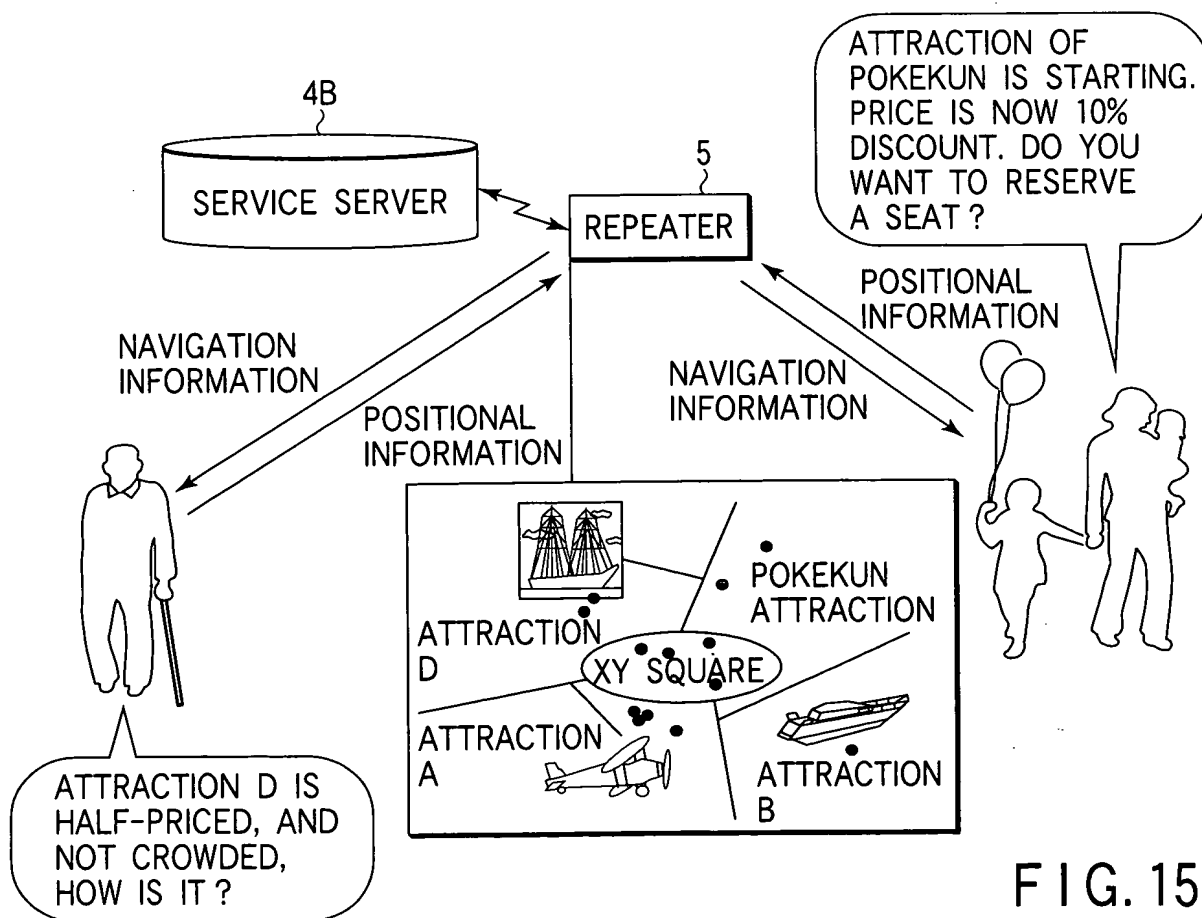 4B
SERVICE SERVER
5
REPEATER
ATTRACTION OF
POKEKUN IS STARTING.
PRICE IS NOW 10%
DISCOUNT. DO YOU
WANT TO RESERVE
A SEAT?
NAVIGATION
INFORMATION
POSITIONAL
INFORMATION
NAVIGATION
INFORMATION
POSITIONAL
INFORMATION
POKEKUN
ATTRACTION
ATTRACTION
D
XY SQUARE
ATTRACTION
A
ATTRACTION
B
ATTRACTION D IS
HALF-PRICED, AND
NOT CROWDED,
HOW IS IT?
FIG. 15